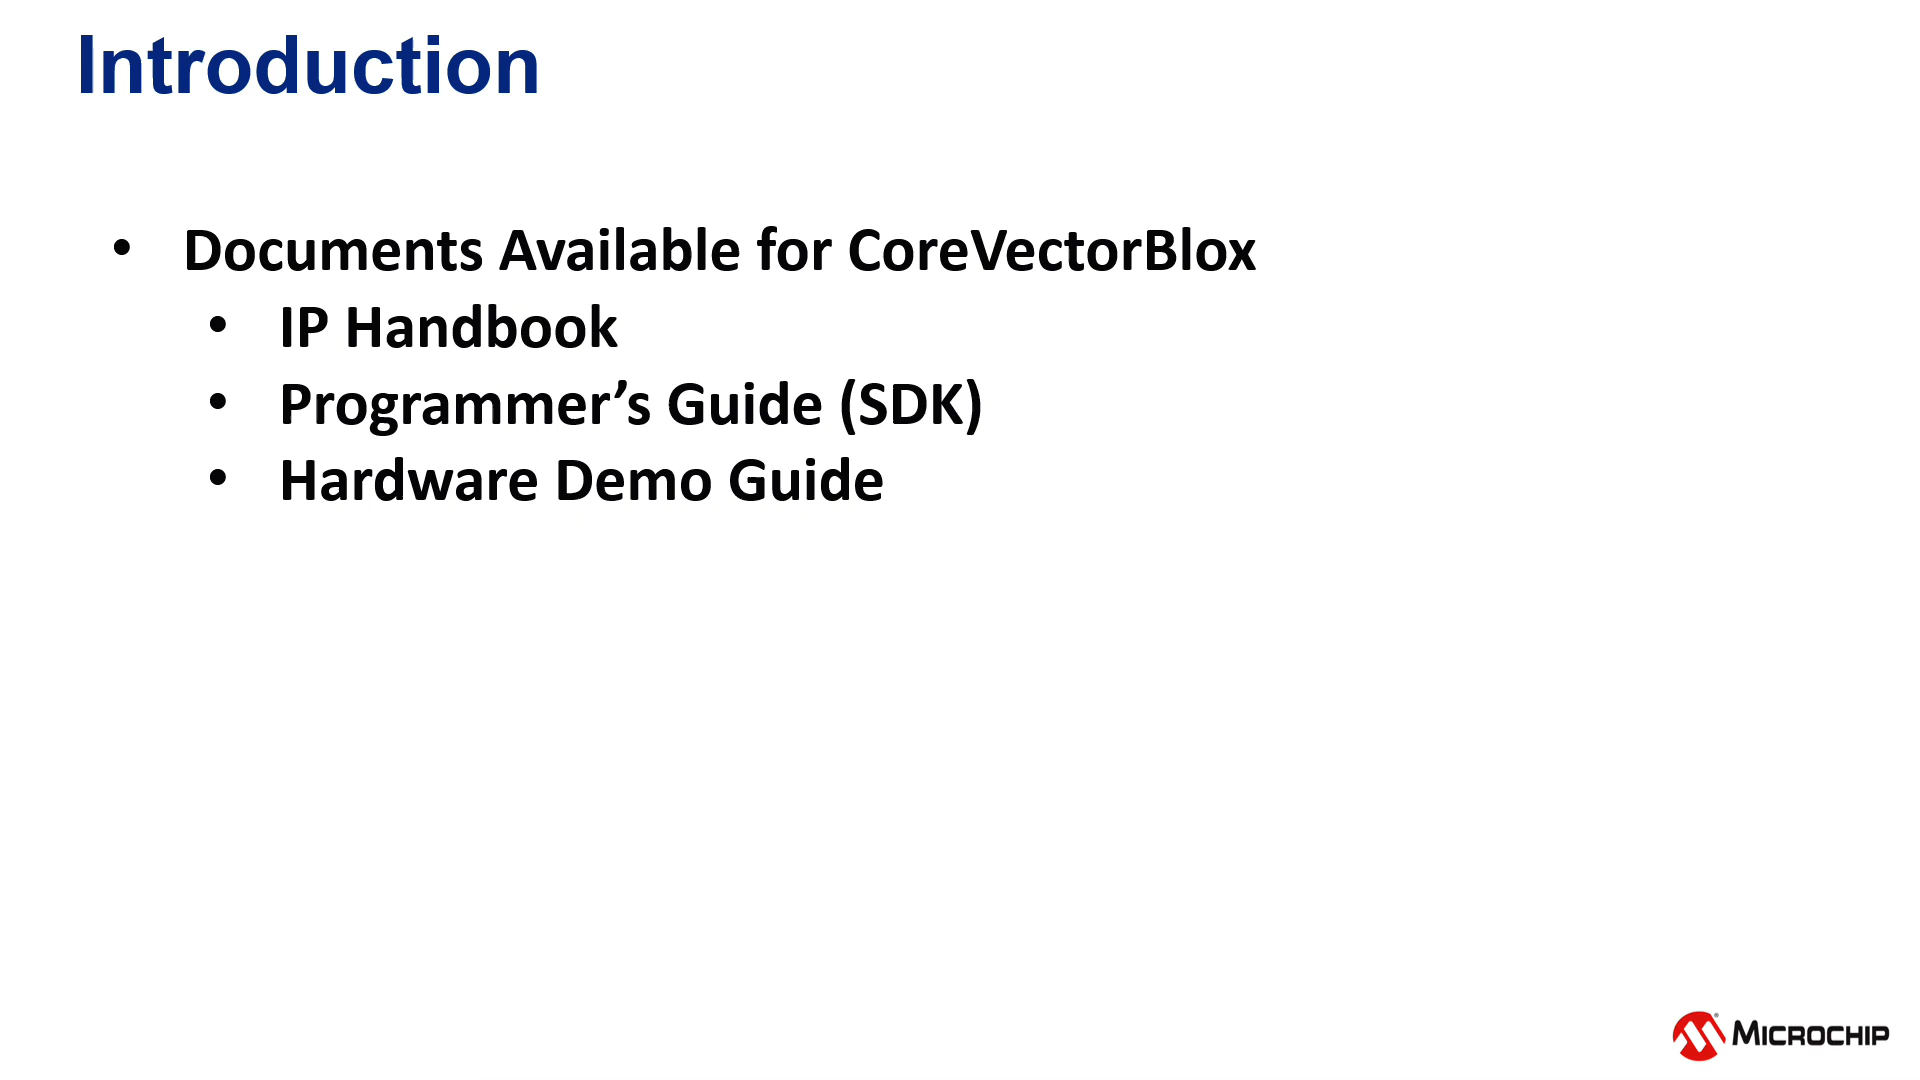 Introduction
• Documents Available for CoreVectorBlox
• IP Handbook
• Programmer’s Guide (SDK)
• Hardware Demo Guide
MICROCHIP